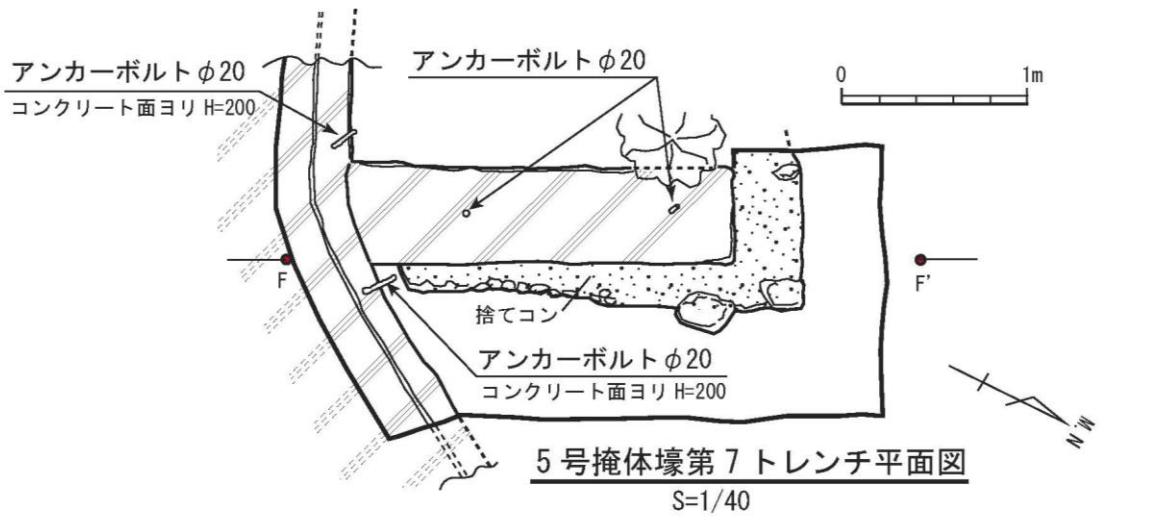 アンカーボルトφ20
コンクリート面ヨリ H=200
アンカーボルトφ20
0 1m
F
F'
捨てコン
アンカーボルトφ20
コンクリート面ヨリ H=200
M.N
5号掩体壕第7トレンチ平面図
S=1/40